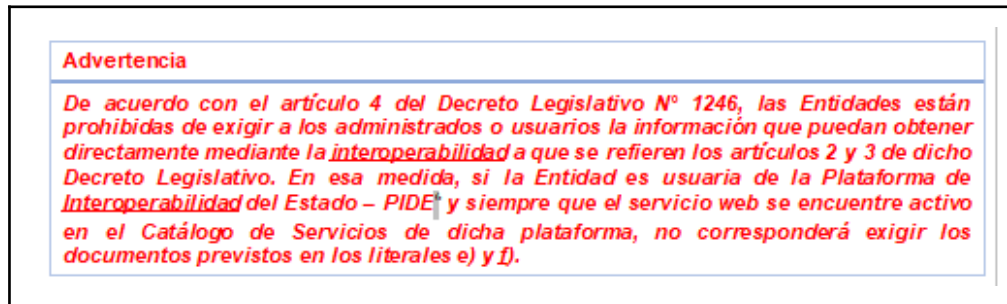 Advertencia
De acuerdo con el artículo 4 del Decreto Legislativo N° 1246, las Entidades están
prohibidas de exigir a los administrados o usuarios la información que puedan obtener
directamente mediante la interoperabilidad a que se refieren los artículos 2 y 3 de dicho
Decreto Legislativo. En esa medida, si la Entidad es usuaria de la Plataforma de
Interoperabilidad del Estado – PIDE y siempre que el servicio web se encuentre activo
en el Catálogo de Servicios de dicha plataforma, no corresponderá exigir los
documentos previstos en los literales e) y f).